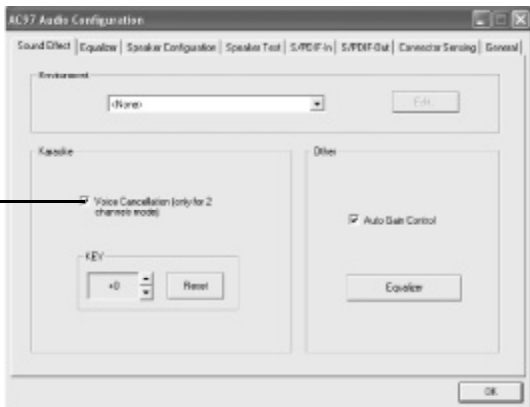 AC97 Audio Configuration
Sound Effect | Equalizer | Speaker Configuration | Speaker Test | S/PDIF-In | S/PDIF-Out | Connector Sensing | General
Environment
<None>
Edit
Karaoke
Voice Cancellation (only for 2
channels mode)
KEY
+0
Reset
Other
Auto Gain Control
Equalizer
OK